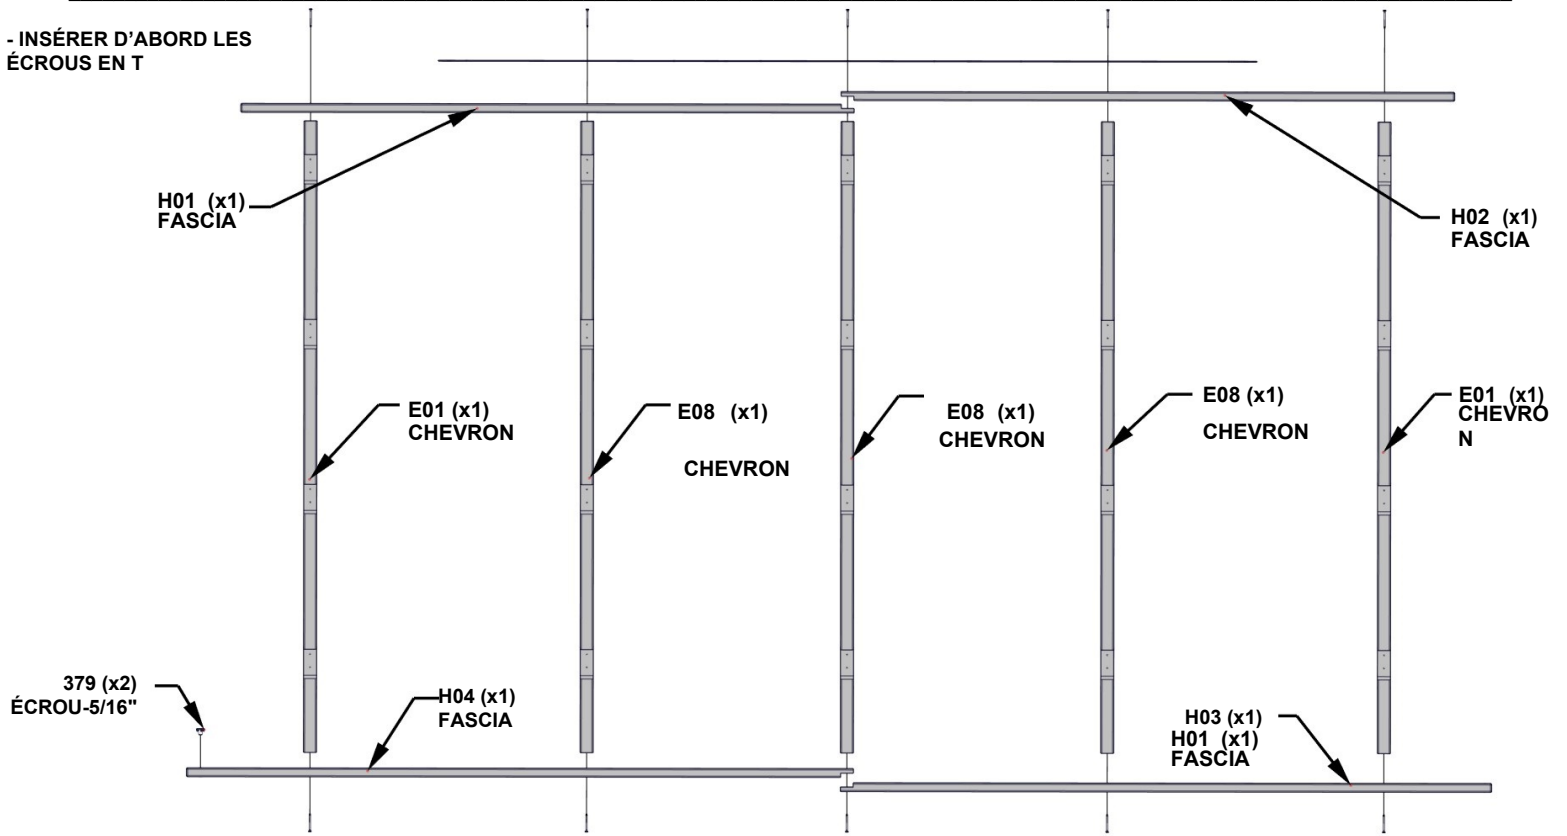 - INSÉRER D'ABORD LES
ÉCROUS EN T
H01 (x1)
FASCIA
H02 (x1)
FASCIA
E01 (x1)
CHEVRON
E08 (x1)
CHEVRON
E08 (x1)
CHEVRON
E08 (x1)
CHEVRON
E01 (x1)
CHEVRO
N
379 (x2)
ÉCROU-5/16"
H04 (x1)
FASCIA
H03 (x1)
H01 (x1)
FASCIA